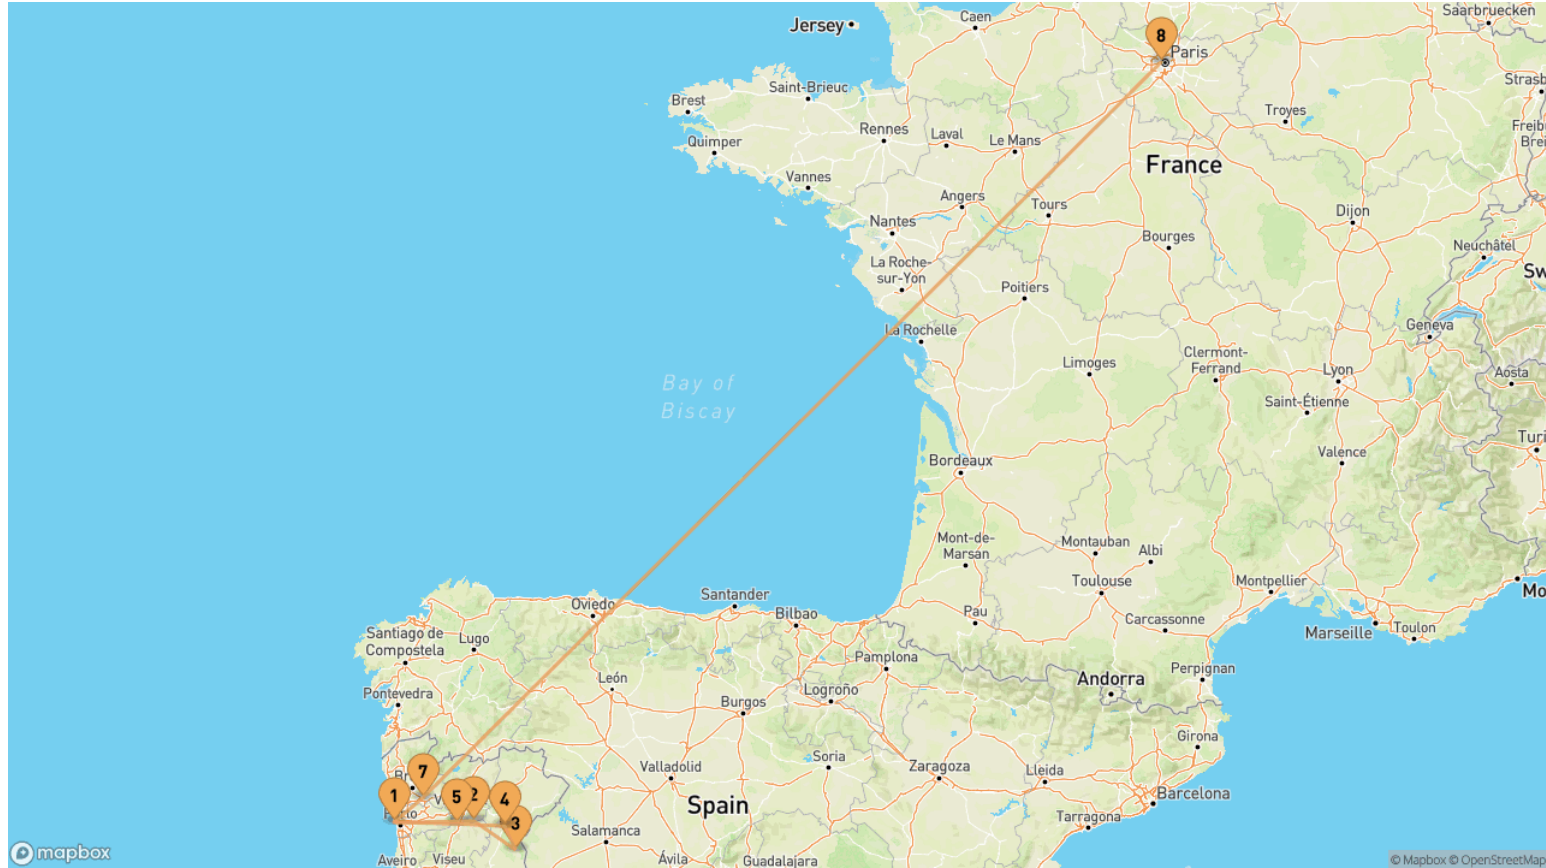 Jersey
Caen
8
Paris
Saarbruecken
Strasb
Brest
Saint-Brieuc
Troyes
Freibu
Brei
Quimper
Rennes
Laval
Le Mans
France
Vannes
Angers
Tours
Nantes
Dijon
Bourges
Neuchâtel
La Roche-
sur-Yon
Poitiers
Sw
La Rochelle
Geneva
Bay of
Biscay
Limoges
Clermont-
Ferrand
Lyon
Aosta
Saint-Étienne
Turi
Bordeaux
Valence
Mont-de-
Marsan
Montauban
Albi
Toulouse
Montpellier
Mo
Oviedo
Santander
Bilbao
Pau
Carcassonne
Marseille
Toulon
Santiago de
Compostela
Lugo
Pamplona
Perpignan
León
Logroño
Andorra
Pontevedra
Burgos
Girona
Soria
Valladolid
Zaragoza
Lleida
Barcelona
7
1
5
2
4
3
Spain
Tarragona
Salamanca
Aveiro
Viseu
Ávila
Guadalajara
mapbox
© Mapbox © OpenStreetMap